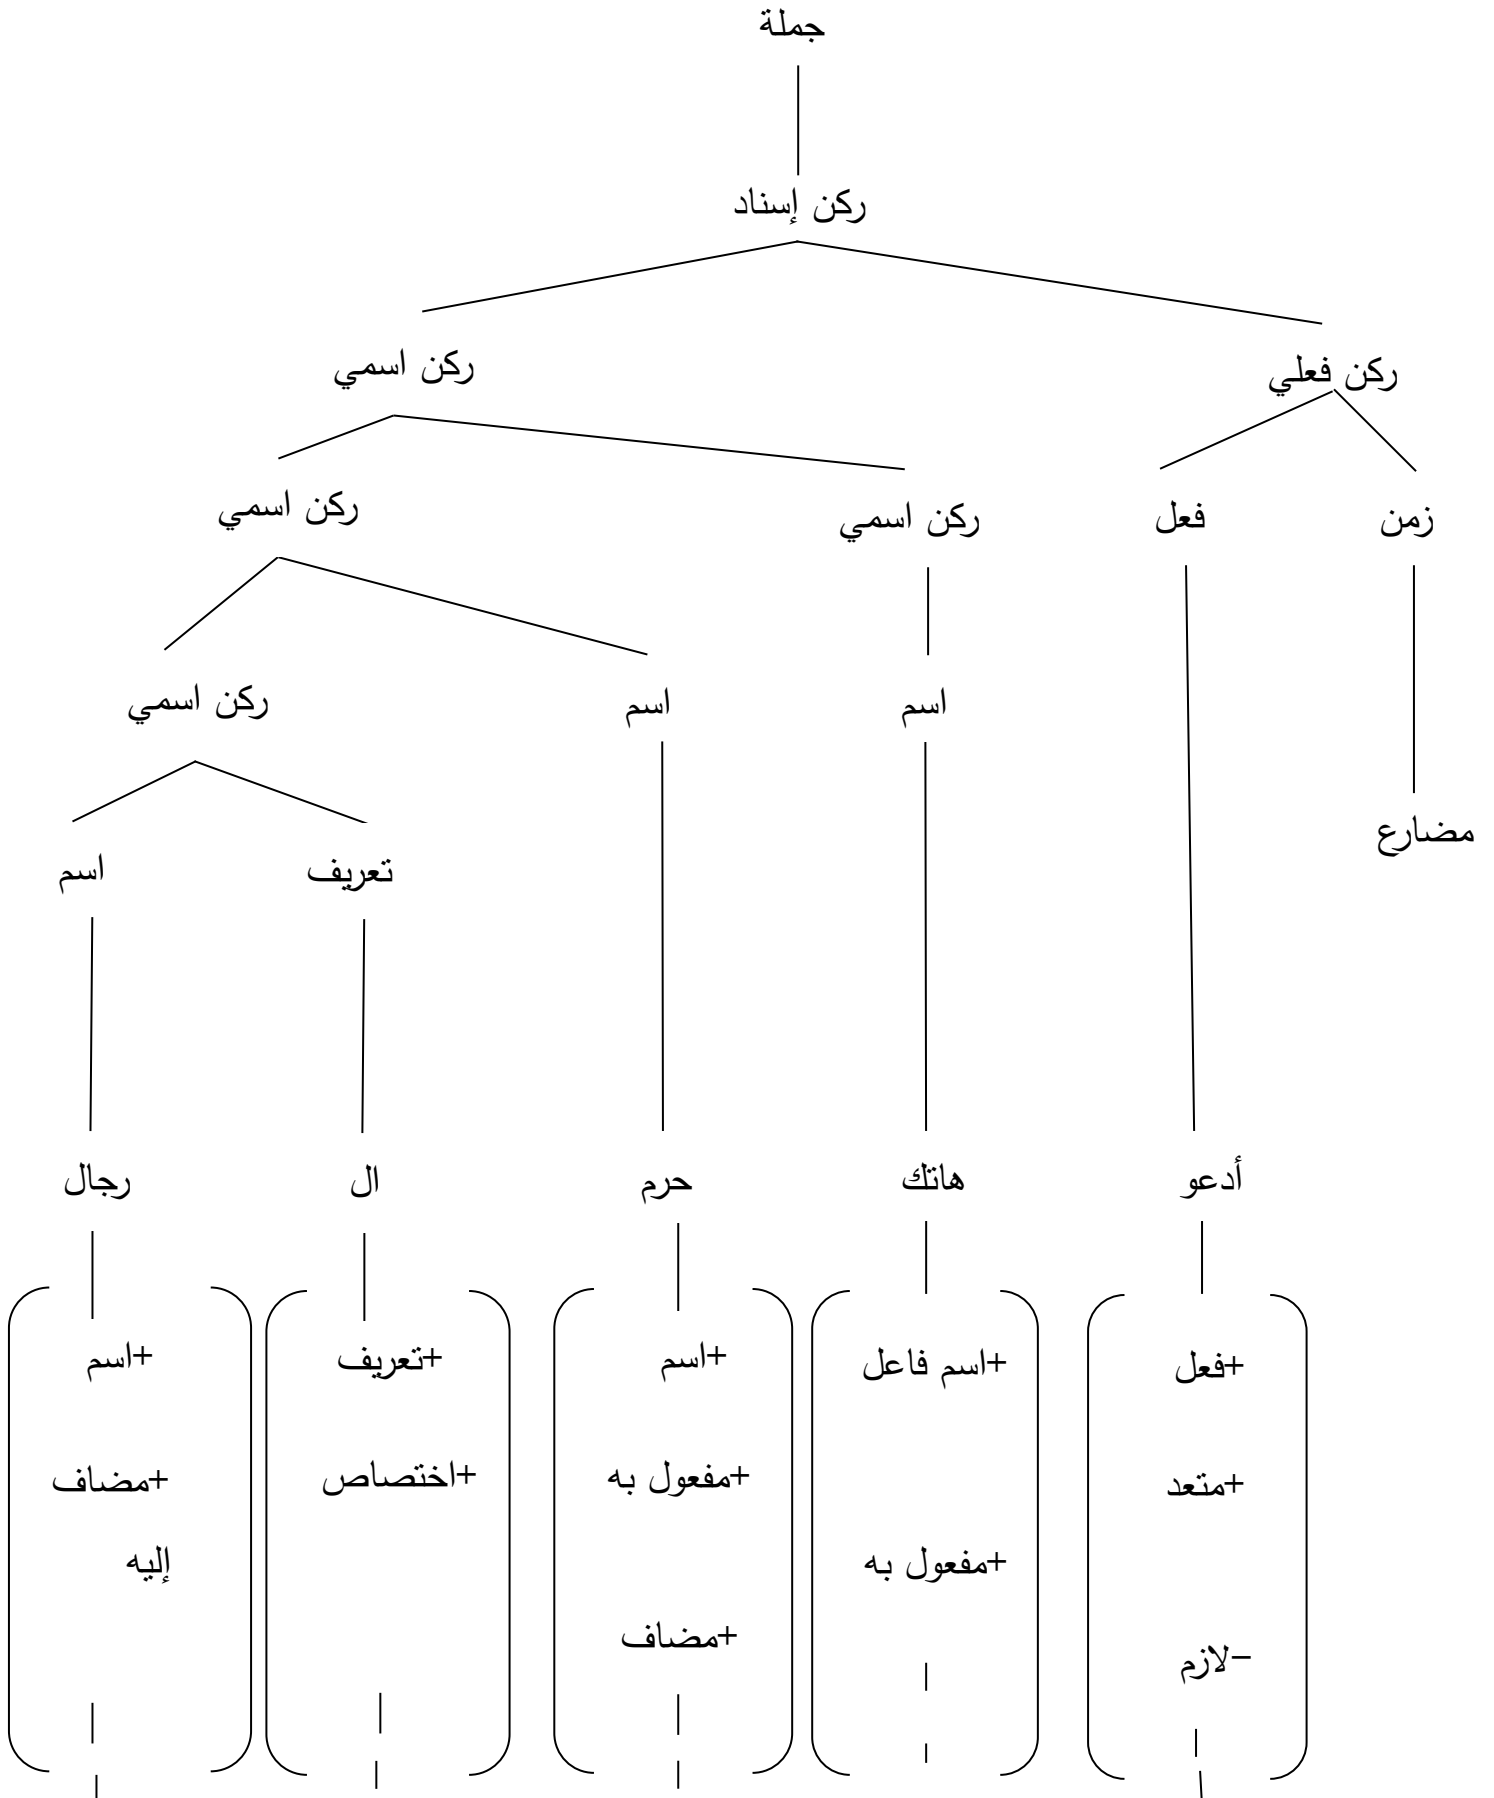 جملة
ركن إسناد
ركن فعلي
ركن اسمي
زمن
فعل
ركن اسمي
ركن اسمي
اسم
اسم
ركن اسمي
مضارع
تعريف
اسم
أدعو
هاتك
حرم
ال
رجال
+فعل
+متعد
–لازم
+اسم فاعل
+مفعول به
+اسم
+مفعول به
+مضاف
+تعريف
+اختصاص
+اسم
+مضاف
إليه